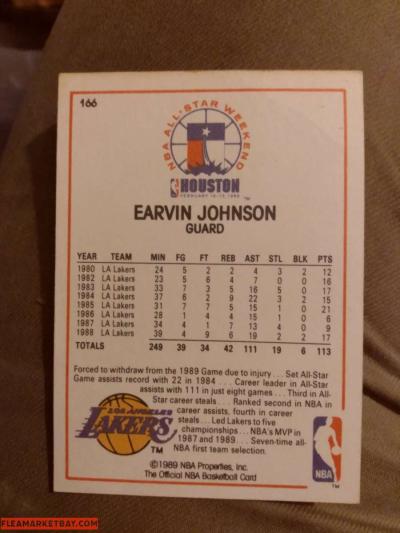 166
NBA ALL-STAR WEEKEND
HOUSTON
FEBRUARY 10-12, 1989
EARVIN JOHNSON
GUARD
YEAR TEAM MIN FG FT REB AST STL BLK PTS
1980 LA Lakers 24 5 2 2 4 3 2 12
1982 LA Lakers 23 5 6 4 7 0 0 16
1983 LA Lakers 33 7 3 5 16 5 0 17
1984 LA Lakers 37 6 2 9 22 3 2 15
1985 LA Lakers 31 7 7 5 15 1 0 21
1986 LA Lakers 28 1 4 4 15 1 0 6
1987 LA Lakers 34 4 1 7 13 4 0 9
1988 LA Lakers 39 4 9 6 19 2 2 17
TOTALS 249 39 34 42 111 19 6 113
Forced to withdraw from the 1989 Game due to injury . . . Set All-Star
Game assists record with 22 in 1984 . . . Career leader in All-Star
assists with 111 in just eight games . . . Third in All-
Star career steals . . . Ranked second in NBA in
career assists, fourth in career
steals . . . Led Lakers to five
championships . . . NBA's MVP in
1987 and 1989 . . . Seven-time all-
NBA first team selection.
LOS ANGELES
LAKERS
TM
NBA
TM
©1989 NBA Properties, Inc.
The Official NBA Basketball Card
FLEAMARKETBAY.COM